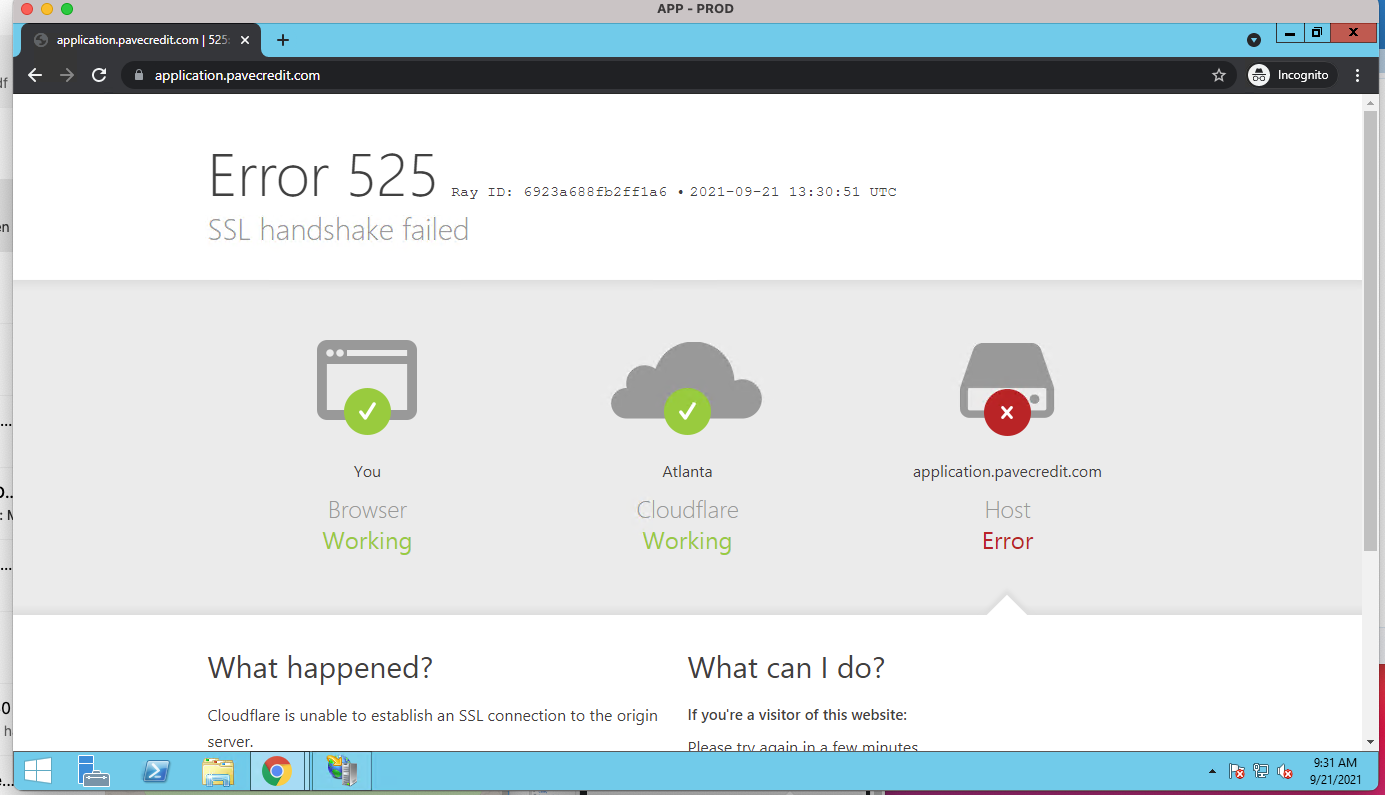 APP - PROD
application.pavecredit.com | 525:
application.pavecredit.com
Incognito
Error 525 Ray ID: 6923a688fb2ff1a6 • 2021-09-21 13:30:51 UTC
SSL handshake failed
You
Browser
Working
Atlanta
Cloudflare
Working
application.pavecredit.com
Host
Error
What happened?
Cloudflare is unable to establish an SSL connection to the origin
server.
What can I do?
If you're a visitor of this website:
Please try again in a few minutes
9:31 AM
9/21/2021